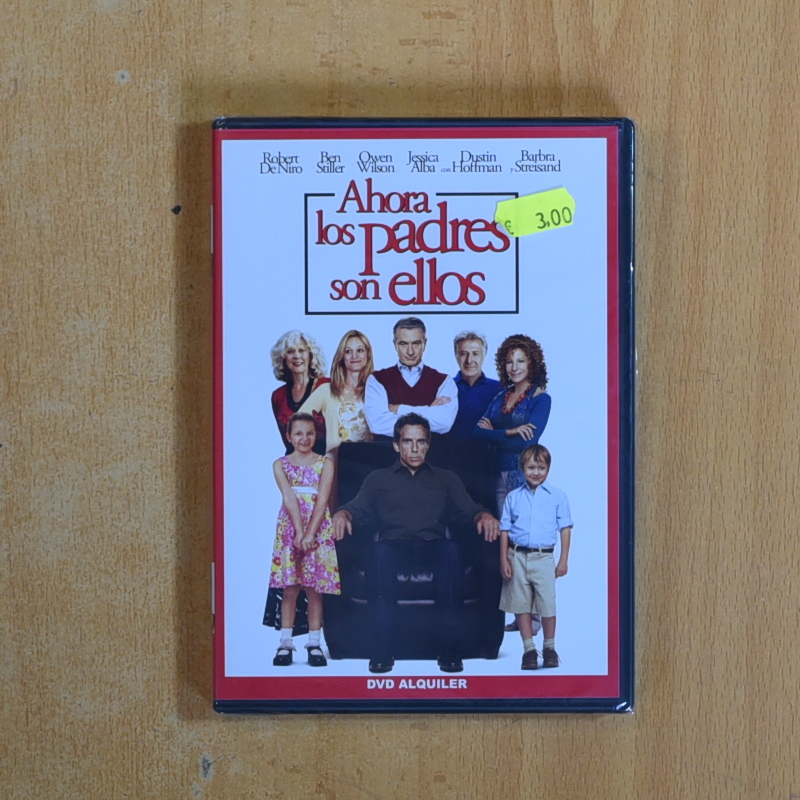 Robert De Niro Ben Stiller Owen Wilson Jessica Alba con Dustin Hoffman y Barbra Streisand
Ahora
los padres
son ellos
€ 3,00
DVD ALQUILER